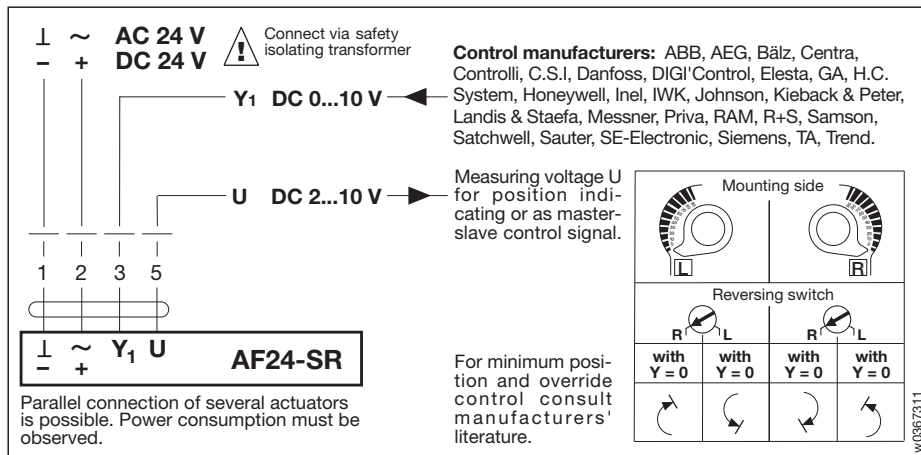 ⊥ ~ AC 24 V
– + DC 24 V
Connect via safety
isolating transformer
Control manufacturers: ABB, AEG, Bälz, Centra,
Controlli, C.S.I, Danfoss, DIGI'Control, Elesta, GA, H.C.
System, Honeywell, Inel, IWK, Johnson, Kieback & Peter,
Landis & Staefa, Messner, Priva, RAM, R+S, Samson,
Satchwell, Sauter, SE-Electronic, Siemens, TA, Trend.
Y1 DC 0...10 V
U DC 2...10 V
Measuring voltage U
for position indi-
cating or as master-
slave control signal.
Mounting side
L R
Reversing switch
R L R L
with with with with
Y = 0 Y = 0 Y = 0 Y = 0
1 2 3 5
⊥ ~ Y1 U
– +
AF24-SR
Parallel connection of several actuators
is possible. Power consumption must be
observed.
For minimum posi-
tion and override
control consult
manufacturers'
literature.
w0367311